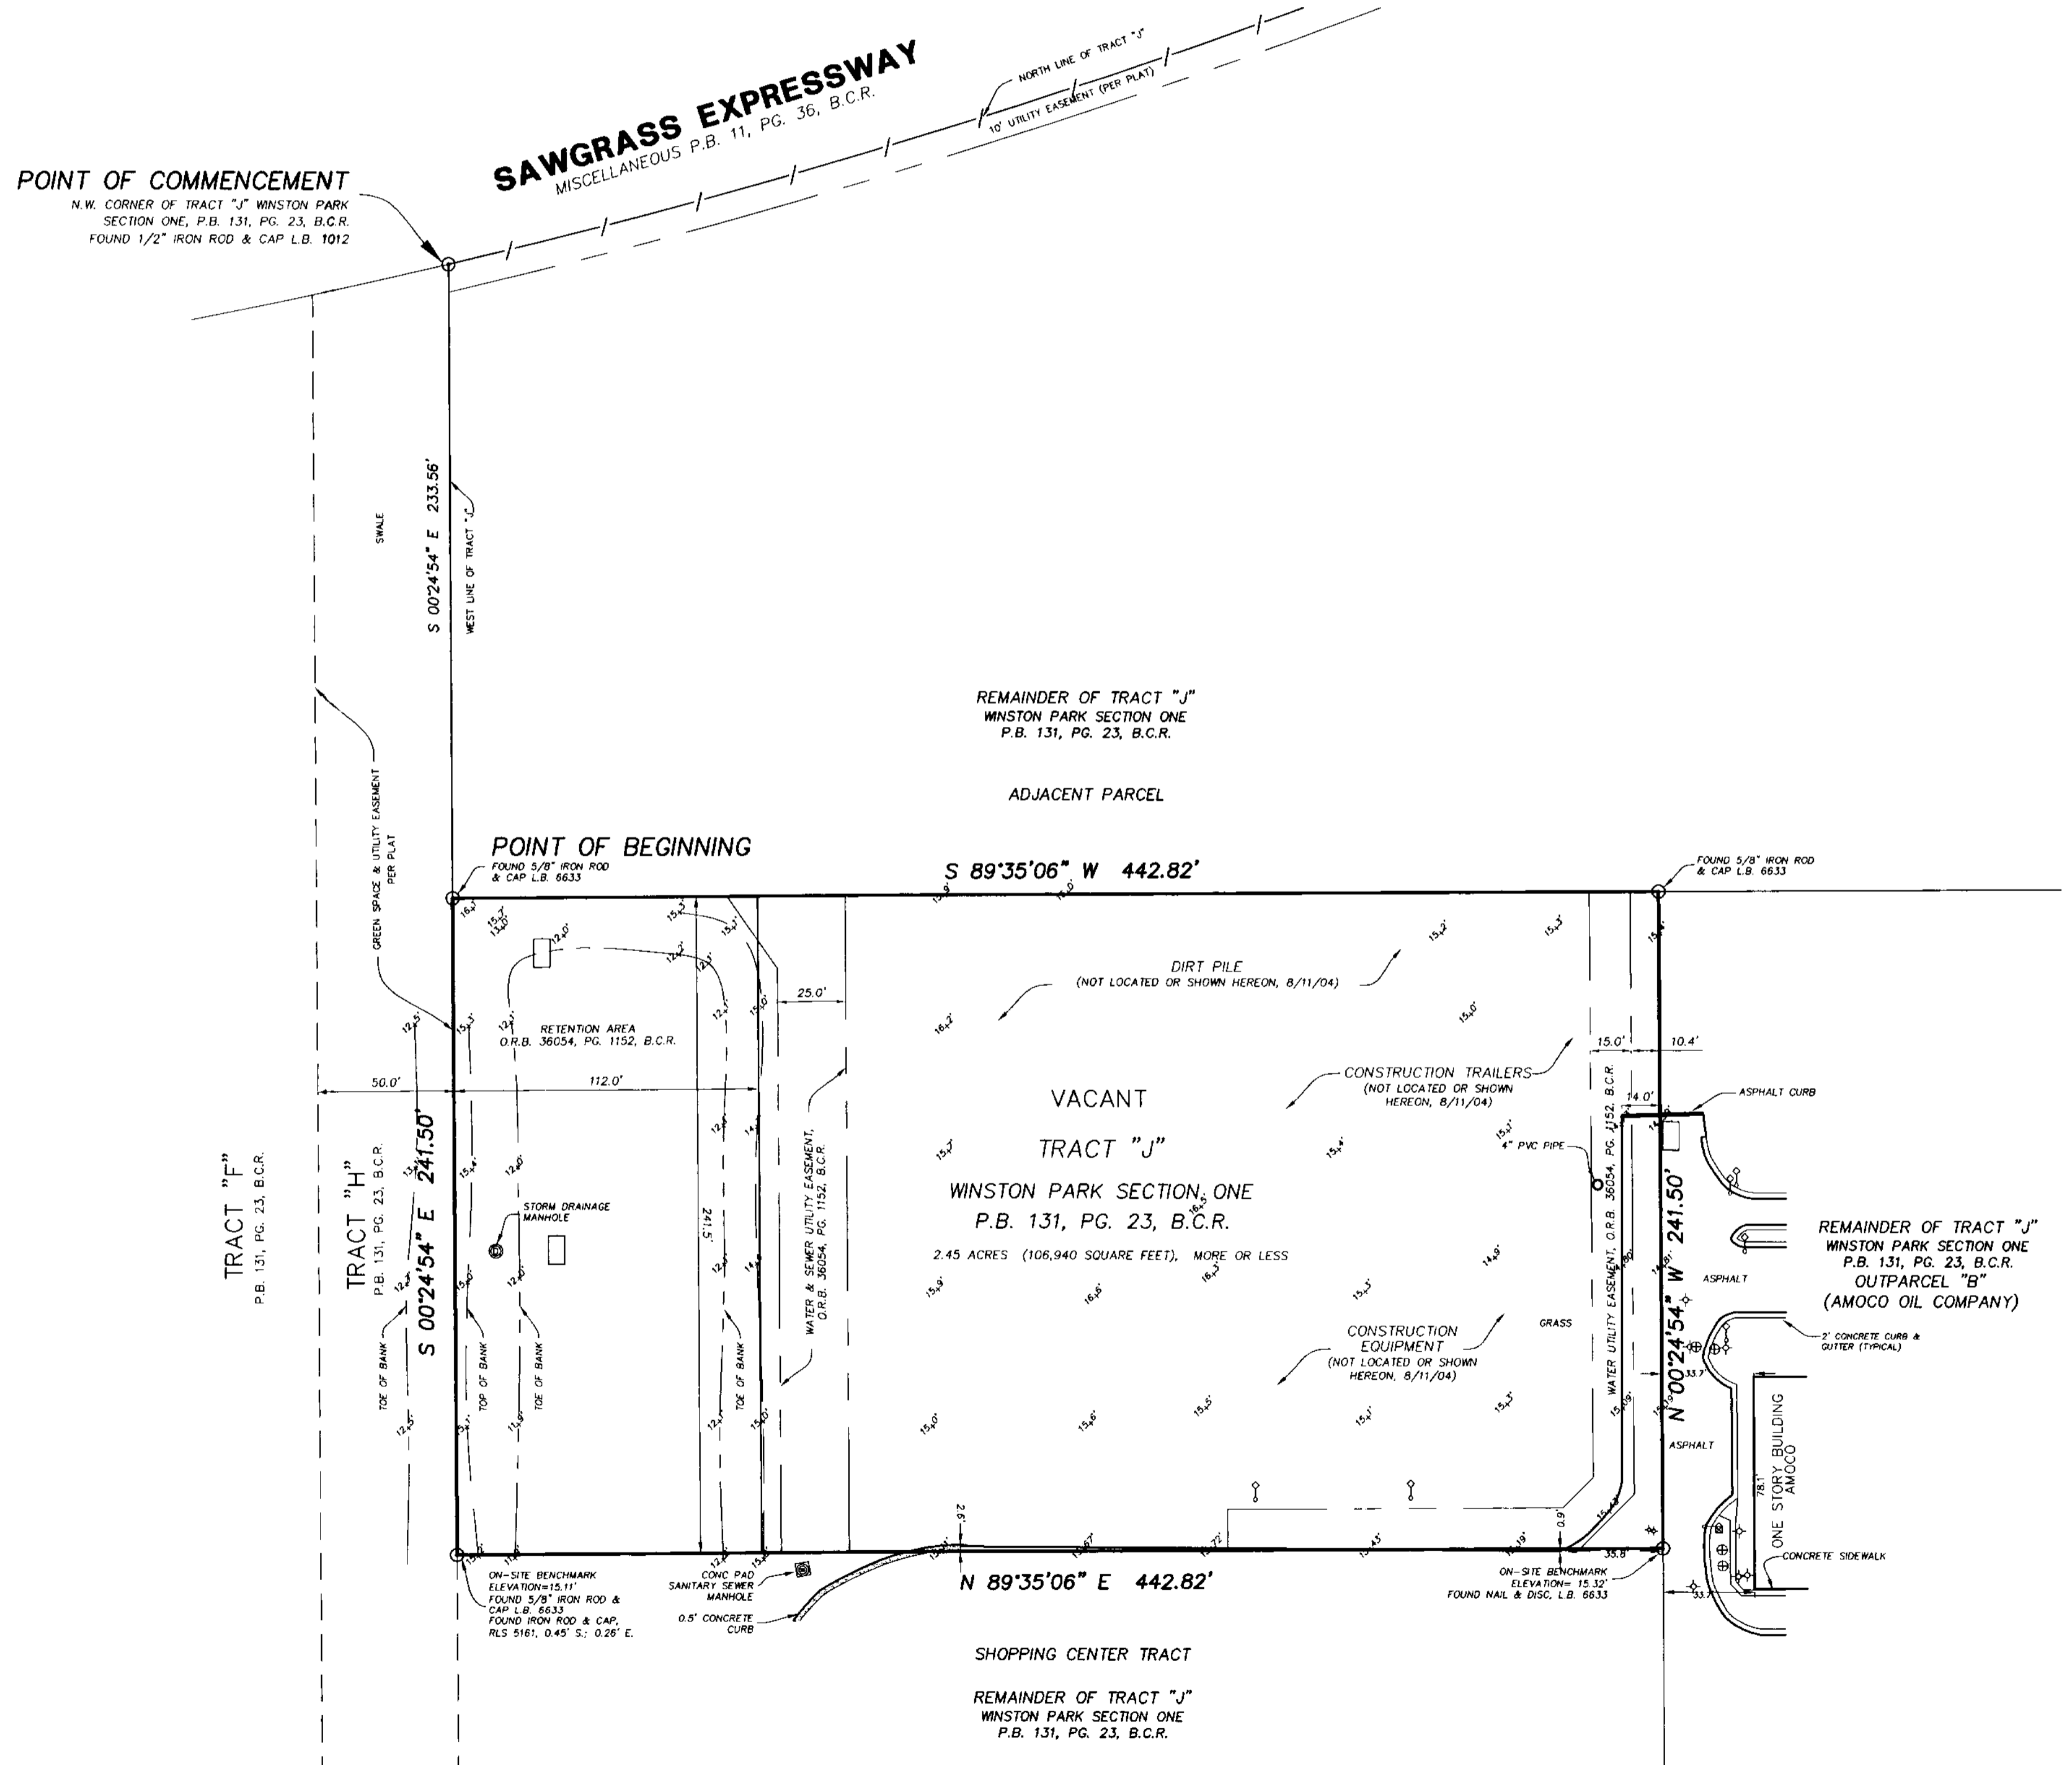 SAWGRASS EXPRESSWAY
MISCELLANEOUS P.B. 11, PG. 36, B.C.R.
NORTH LINE OF TRACT "J"
10' UTILITY EASEMENT (PER PLAT)
POINT OF COMMENCEMENT
N.W. CORNER OF TRACT "J" WINSTON PARK
SECTION ONE, P.B. 131, PG. 23, B.C.R.
FOUND 1/2" IRON ROD & CAP L.B. 1012
S 00°24'54" E 233.56'
WEST LINE OF TRACT "J"
SWALE
GREEN SPACE & UTILITY EASEMENT
PER PLAT
REMAINDER OF TRACT "J"
WINSTON PARK SECTION ONE
P.B. 131, PG. 23, B.C.R.
ADJACENT PARCEL
POINT OF BEGINNING
FOUND 5/8" IRON ROD
& CAP L.B. 6633
S 89°35'06" W 442.82'
FOUND 5/8" IRON ROD
& CAP L.B. 6633
DIRT PILE
(NOT LOCATED OR SHOWN HEREON, 8/11/04)
25.0'
RETENTION AREA
O.R.B. 36054, PG. 1152, B.C.R.
50.0'
112.0'
15.0'
10.4'
14.0'
CONSTRUCTION TRAILERS
(NOT LOCATED OR SHOWN
HEREON, 8/11/04)
ASPHALT CURB
4" PVC PIPE
VACANT
TRACT "J"
WINSTON PARK SECTION ONE
P.B. 131, PG. 23, B.C.R.
2.45 ACRES (106,940 SQUARE FEET), MORE OR LESS
TRACT "F"
P.B. 131, PG. 23, B.C.R.
TRACT "H"
P.B. 131, PG. 23, B.C.R.
S 00°24'54" E 241.50'
STORM DRAINAGE
MANHOLE
241.5'
WATER & SEWER UTILITY EASEMENT,
O.R.B. 36054, PG. 1152, B.C.R.
WATER UTILITY EASEMENT, O.R.B. 36054, PG. 1152, B.C.R.
N 00°24'54" W 241.50'
REMAINDER OF TRACT "J"
WINSTON PARK SECTION ONE
P.B. 131, PG. 23, B.C.R.
OUTPARCEL "B"
(AMOCO OIL COMPANY)
ASPHALT
GRASS
CONSTRUCTION
EQUIPMENT
(NOT LOCATED OR SHOWN
HEREON, 8/11/04)
2' CONCRETE CURB &
GUTTER (TYPICAL)
33.7'
TOE OF BANK
TOP OF BANK
TOE OF BANK
TOE OF BANK
ASPHALT
ONE STORY BUILDING
AMOCO
78.1'
CONCRETE SIDEWALK
2.6'
0.9'
35.8'
33.7'
N 89°35'06" E 442.82'
ON-SITE BENCHMARK
ELEVATION=15.11'
FOUND 5/8" IRON ROD &
CAP L.B. 6633
FOUND IRON ROD & CAP,
RLS 5161, 0.45' S.; 0.26' E.
CONC PAD
SANITARY SEWER
MANHOLE
0.5' CONCRETE
CURB
ON-SITE BENCHMARK
ELEVATION= 15.32'
FOUND NAIL & DISC, L.B. 6633
SHOPPING CENTER TRACT
REMAINDER OF TRACT "J"
WINSTON PARK SECTION ONE
P.B. 131, PG. 23, B.C.R.